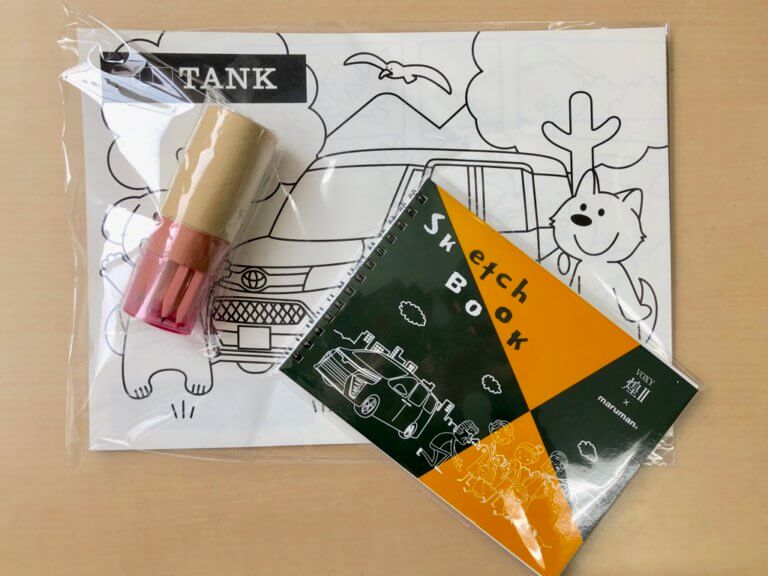 TANK
Sketch
BOOK
VOXY
煌II
×
maruman.